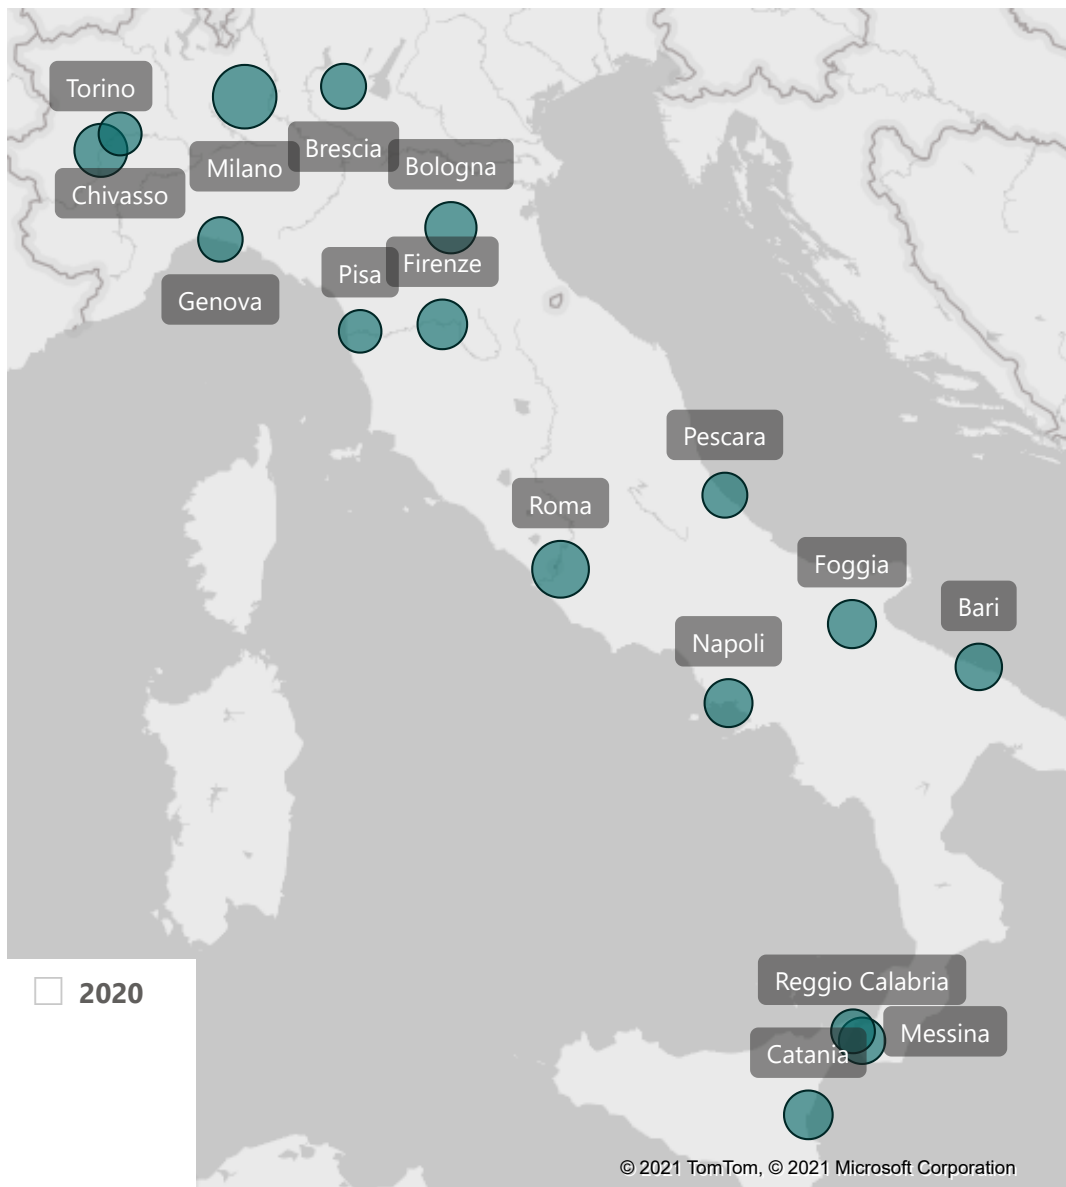 Torino
Brescia
Bologna
Milano
Chivasso
Firenze
Pisa
Genova
Pescara
Roma
Foggia
Bari
Napoli
Reggio Calabria
2020
Messina
Catania
© 2021 TomTom, © 2021 Microsoft Corporation